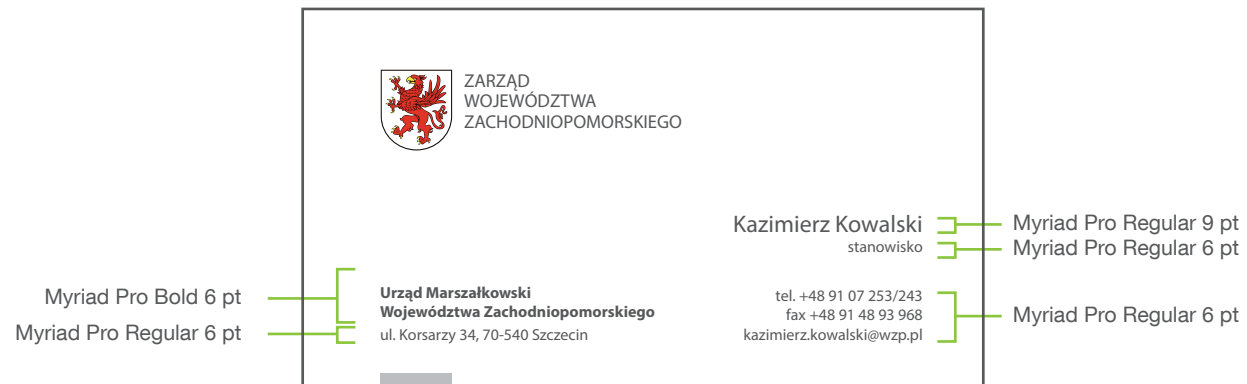 ZARZĄD
WOJEWÓDZTWA
ZACHODNIOPOMORSKIEGO
Kazimierz Kowalski
stanowisko
Myriad Pro Regular 9 pt
Myriad Pro Regular 6 pt
Myriad Pro Bold 6 pt
Myriad Pro Regular 6 pt
Urząd Marszałkowski
Województwa Zachodniopomorskiego
ul. Korsarzy 34, 70-540 Szczecin
tel. +48 91 07 253/243
fax +48 91 48 93 968
kazimierz.kowalski@wzp.pl
Myriad Pro Regular 6 pt